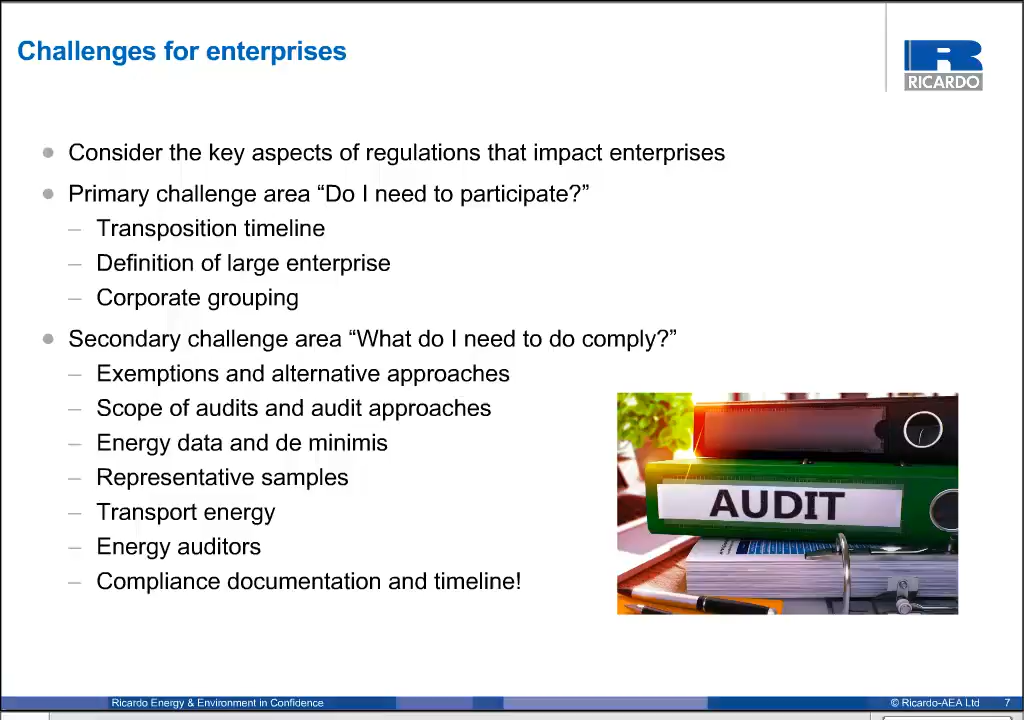 Challenges for enterprises
RICARDO
Consider the key aspects of regulations that impact enterprises
Primary challenge area “Do I need to participate?”
– Transposition timeline
– Definition of large enterprise
– Corporate grouping
Secondary challenge area “What do I need to do comply?”
– Exemptions and alternative approaches
– Scope of audits and audit approaches
– Energy data and de minimis
– Representative samples
– Transport energy
– Energy auditors
– Compliance documentation and timeline!
AUDIT
Ricardo Energy & Environment in Confidence
© Ricardo-AEA Ltd 7